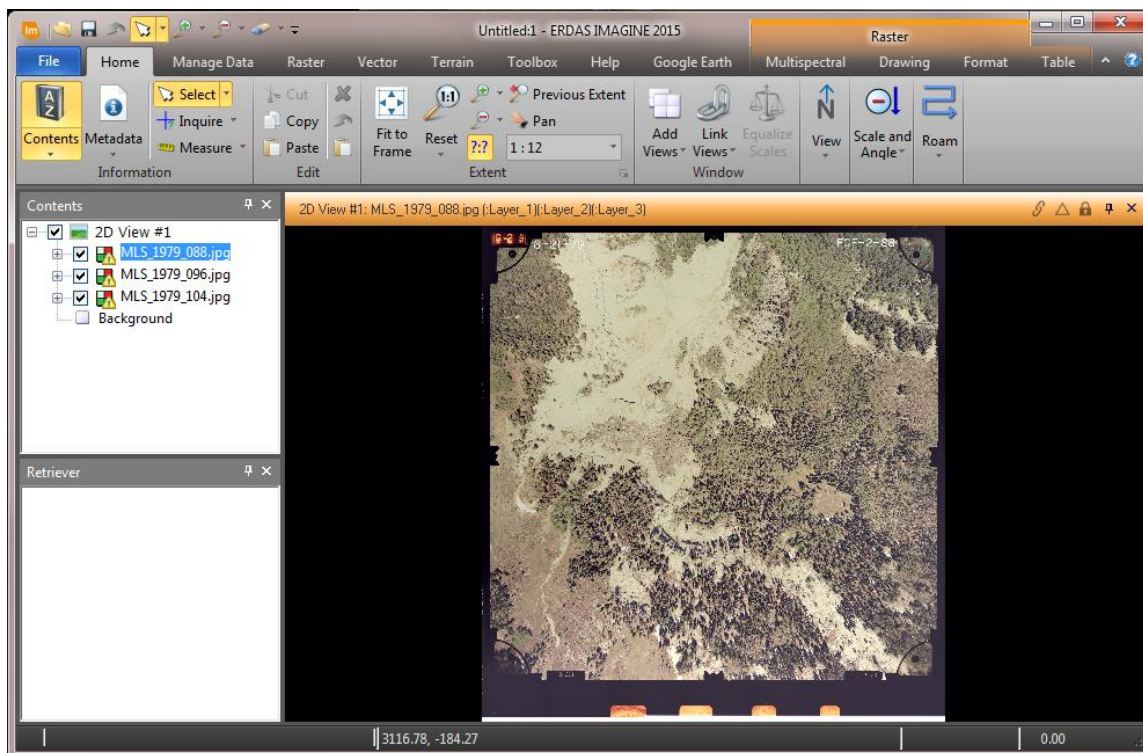 Untitled:1 - ERDAS IMAGINE 2015
Raster
File Home Manage Data Raster Vector Terrain Toolbox Help Google Earth Multispectral Drawing Format Table
Contents
Metadata
Select
Inquire
Measure
Information
Cut
Copy
Paste
Edit
Fit to Frame
1:1
Reset
?:?
Previous Extent
Pan
1 : 12
Extent
Add Views
Link Views
Equalize Scales
Window
N
View
Scale and Angle
Roam
Contents
2D View #1
MLS_1979_088.jpg
MLS_1979_096.jpg
MLS_1979_104.jpg
Background
Retriever
2D View #1: MLS_1979_088.jpg (:Layer_1)(:Layer_2)(:Layer_3)
3116.78, -184.27
0.00